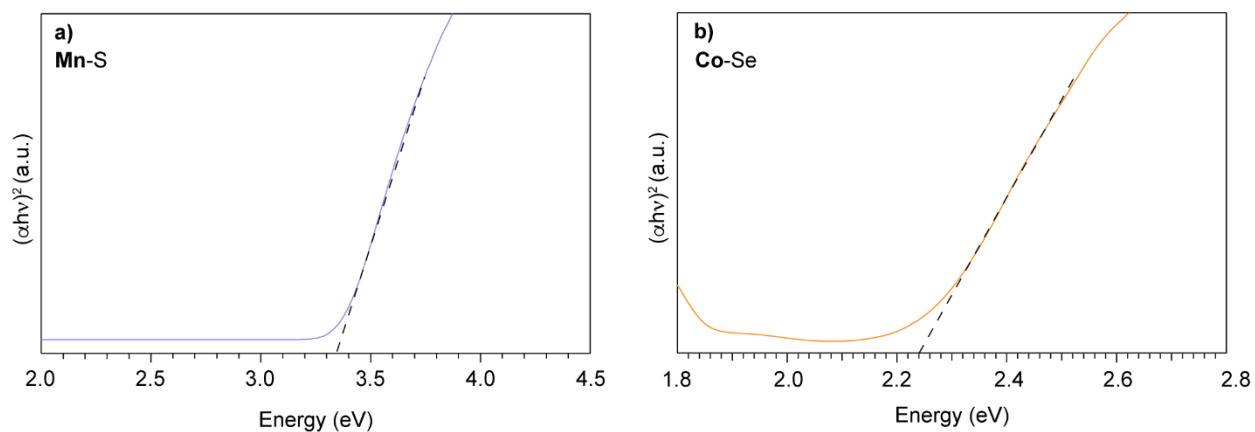 a)
Mn-S
(αhν)² (a.u.)
2.0 2.5 3.0 3.5 4.0 4.5
Energy (eV)
b)
Co-Se
(αhν)² (a.u.)
1.8 2.0 2.2 2.4 2.6 2.8
Energy (eV)